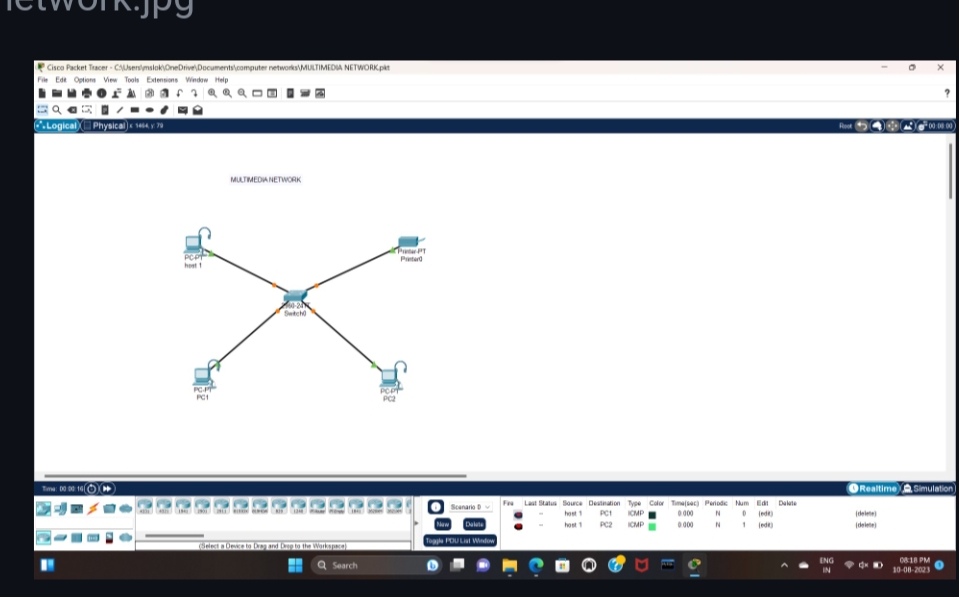 network.jpg
Cisco Packet Tracer - C:\Users\mslok\OneDrive\Documents\computer networks\MULTIMEDIA NETWORK.pkt
File Edit Options View Tools Extensions Window Help
?
Logical Physical x: 1464, y: 79
Root 00:00:00
MULTIMEDIA NETWORK
PC-PT
host 1
Printer-PT
Printer0
2960-24TT
Switch0
PC-PT
PC1
PC-PT
PC2
Time: 00:00:16
Realtime Simulation
Scenario 0
New Delete
Toggle PDU List Window
Fire Last Status Source Destination Type Color Time(sec) Periodic Num Edit Delete
-- host 1 PC1 ICMP 0.000 N 0 (edit) (delete)
-- host 1 PC2 ICMP 0.000 N 1 (edit) (delete)
(Select a Device to Drag and Drop to the Workspace)
Search
ENG
IN
08:18 PM
10-08-2023